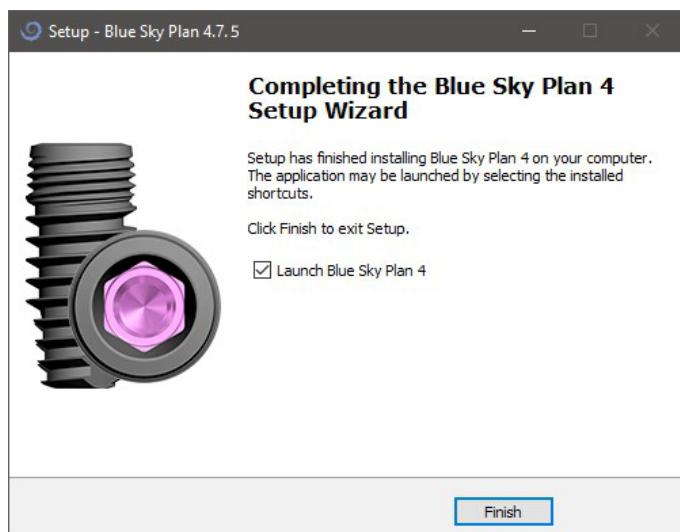 Setup - Blue Sky Plan 4.7.5
Completing the Blue Sky Plan 4
Setup Wizard
Setup has finished installing Blue Sky Plan 4 on your computer.
The application may be launched by selecting the installed
shortcuts.
Click Finish to exit Setup.
Launch Blue Sky Plan 4
Finish